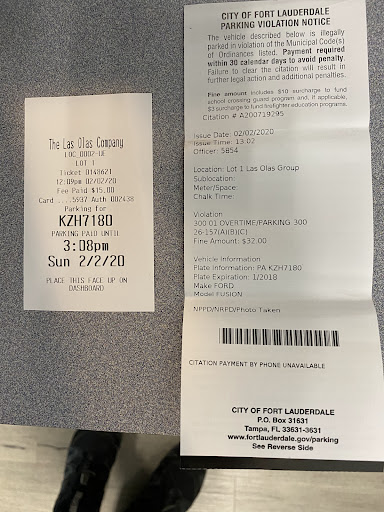 The Las Olas Company
LOC_0002-UE
LOT 1
Ticket 0148621
12:09pm 02/02/20
Fee Paid $15.00
Card ....5937 Auth 002438
Parking for
KZH7180
PARKING PAID UNTIL
3:08pm
Sun 2/2/20
PLACE THIS FACE UP ON
DASHBOARD
CITY OF FORT LAUDERDALE
PARKING VIOLATION NOTICE
The vehicle described below is illegally
parked in violation of the Municipal Code(s)
of Ordinances listed. Payment required
within 30 calendar days to avoid penalty.
Failure to clear the citation will result in
further legal action and additional penalties.
Fine amount includes $10 surcharge to fund
school crossing guard program and, if applicable,
$3 surcharge to fund firefighter education programs.
Citation # A200719295
Issue Date: 02/02/2020
Issue Time: 13:02
Officer: 5854
Location: Lot 1 Las Olas Group
Sublocation:
Meter/Space:
Chalk Time:
Violation
300 01 OVERTIME/PARKING 300
26-157(A)(B)(C)
Fine Amount: $32.00
Vehicle Information
Plate Information: PA KZH7180
Plate Expiration: 1/2018
Make FORD
Model FUSION
NPPD/NRPD/Photo Taken
CITATION PAYMENT BY PHONE UNAVAILABLE
CITY OF FORT LAUDERDALE
P.O. Box 31631
Tampa, FL 33631-3631
www.fortlauderdale.gov/parking
See Reverse Side